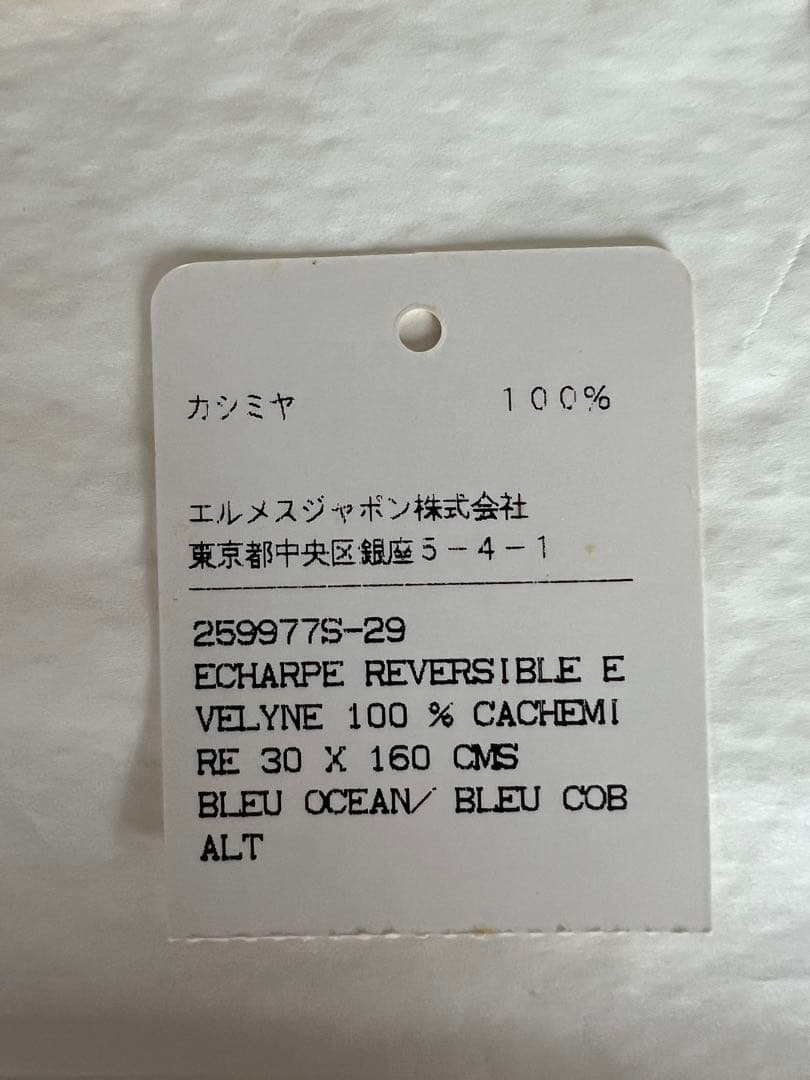 カシミヤ　　　１００％
エルメスジャポン株式会社
東京都中央区銀座５－４－１
259977S-29
ECHARPE REVERSIBLE E
VELYNE 100 % CACHEMI
RE 30 X 160 CMS
BLEU OCEAN/ BLEU COB
ALT